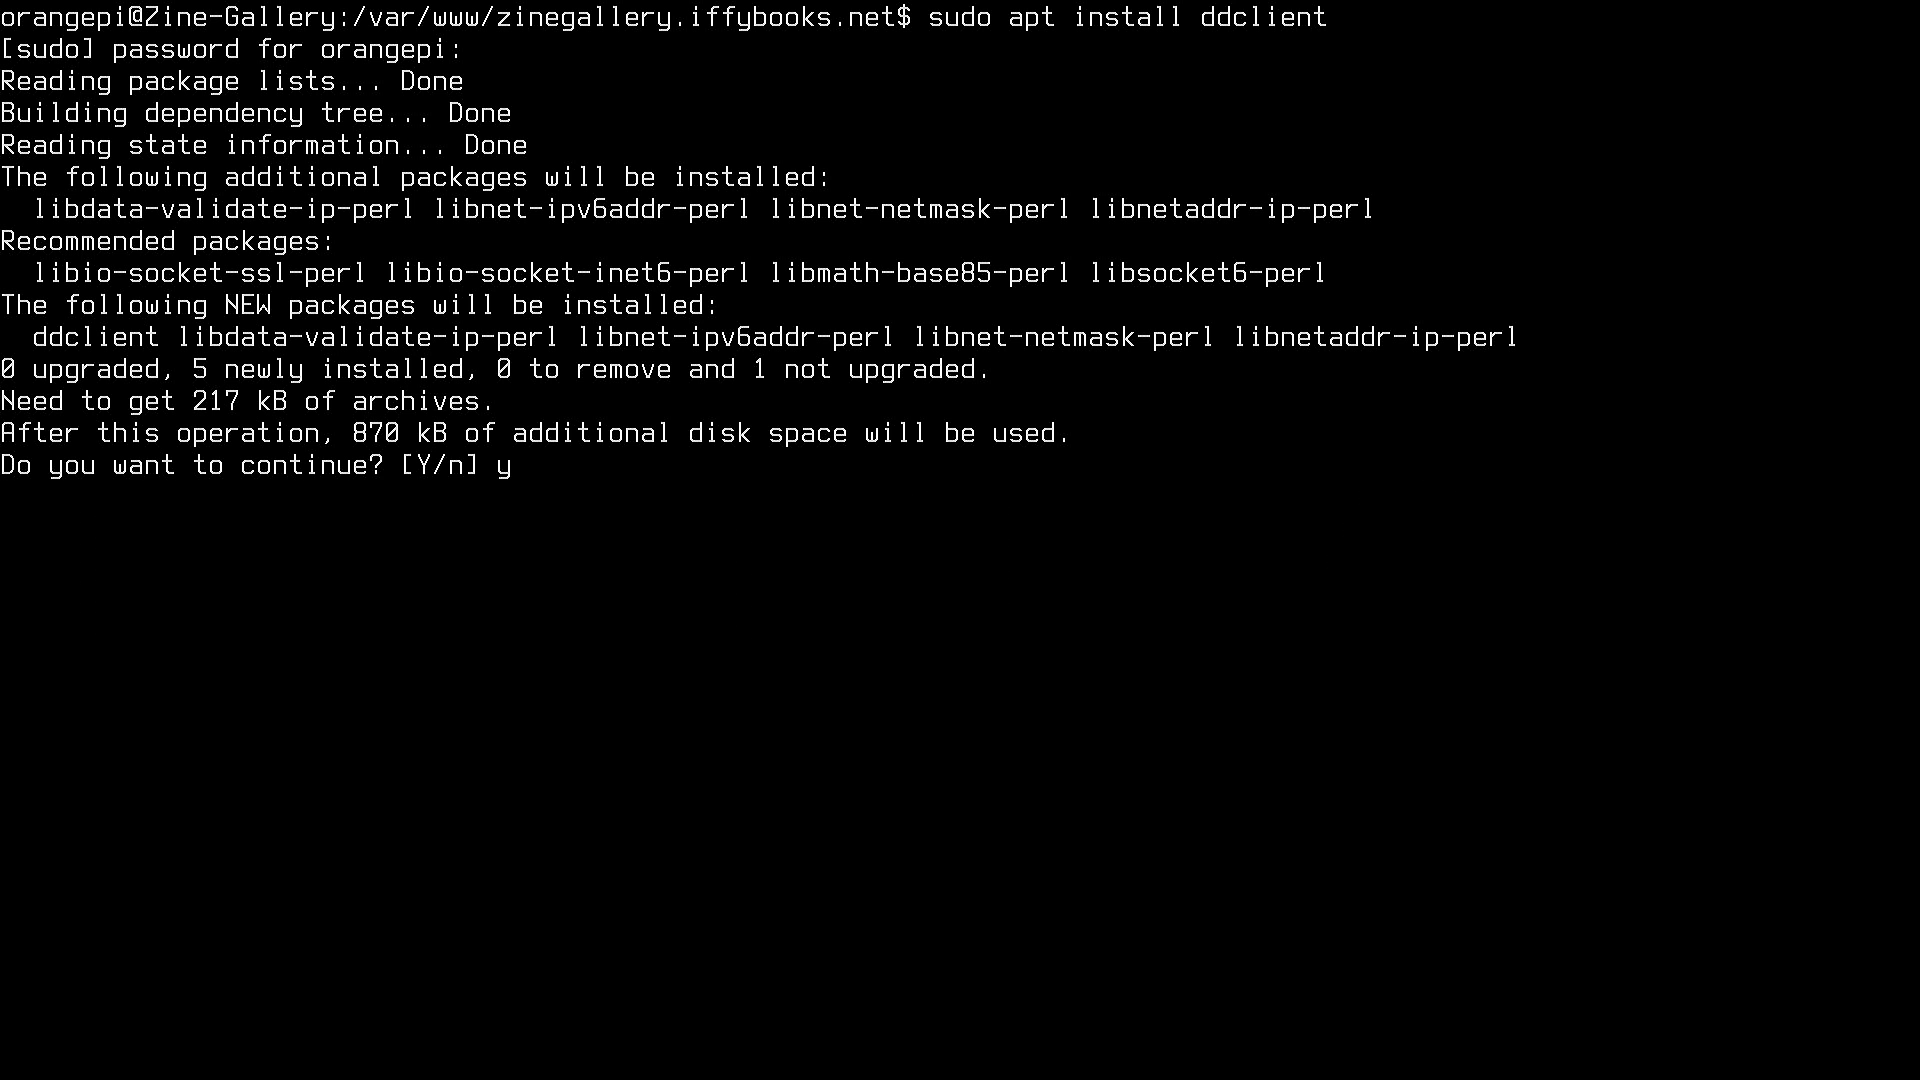 orangepi@Zine-Gallery:/var/www/zinegallery.iffybooks.net$ sudo apt install ddclient
[sudo] password for orangepi:
Reading package lists... Done
Building dependency tree... Done
Reading state information... Done
The following additional packages will be installed:
  libdata-validate-ip-perl libnet-ipv6addr-perl libnet-netmask-perl libnetaddr-ip-perl
Recommended packages:
  libio-socket-ssl-perl libio-socket-inet6-perl libmath-base85-perl libsocket6-perl
The following NEW packages will be installed:
  ddclient libdata-validate-ip-perl libnet-ipv6addr-perl libnet-netmask-perl libnetaddr-ip-perl
0 upgraded, 5 newly installed, 0 to remove and 1 not upgraded.
Need to get 217 kB of archives.
After this operation, 870 kB of additional disk space will be used.
Do you want to continue? [Y/n] y